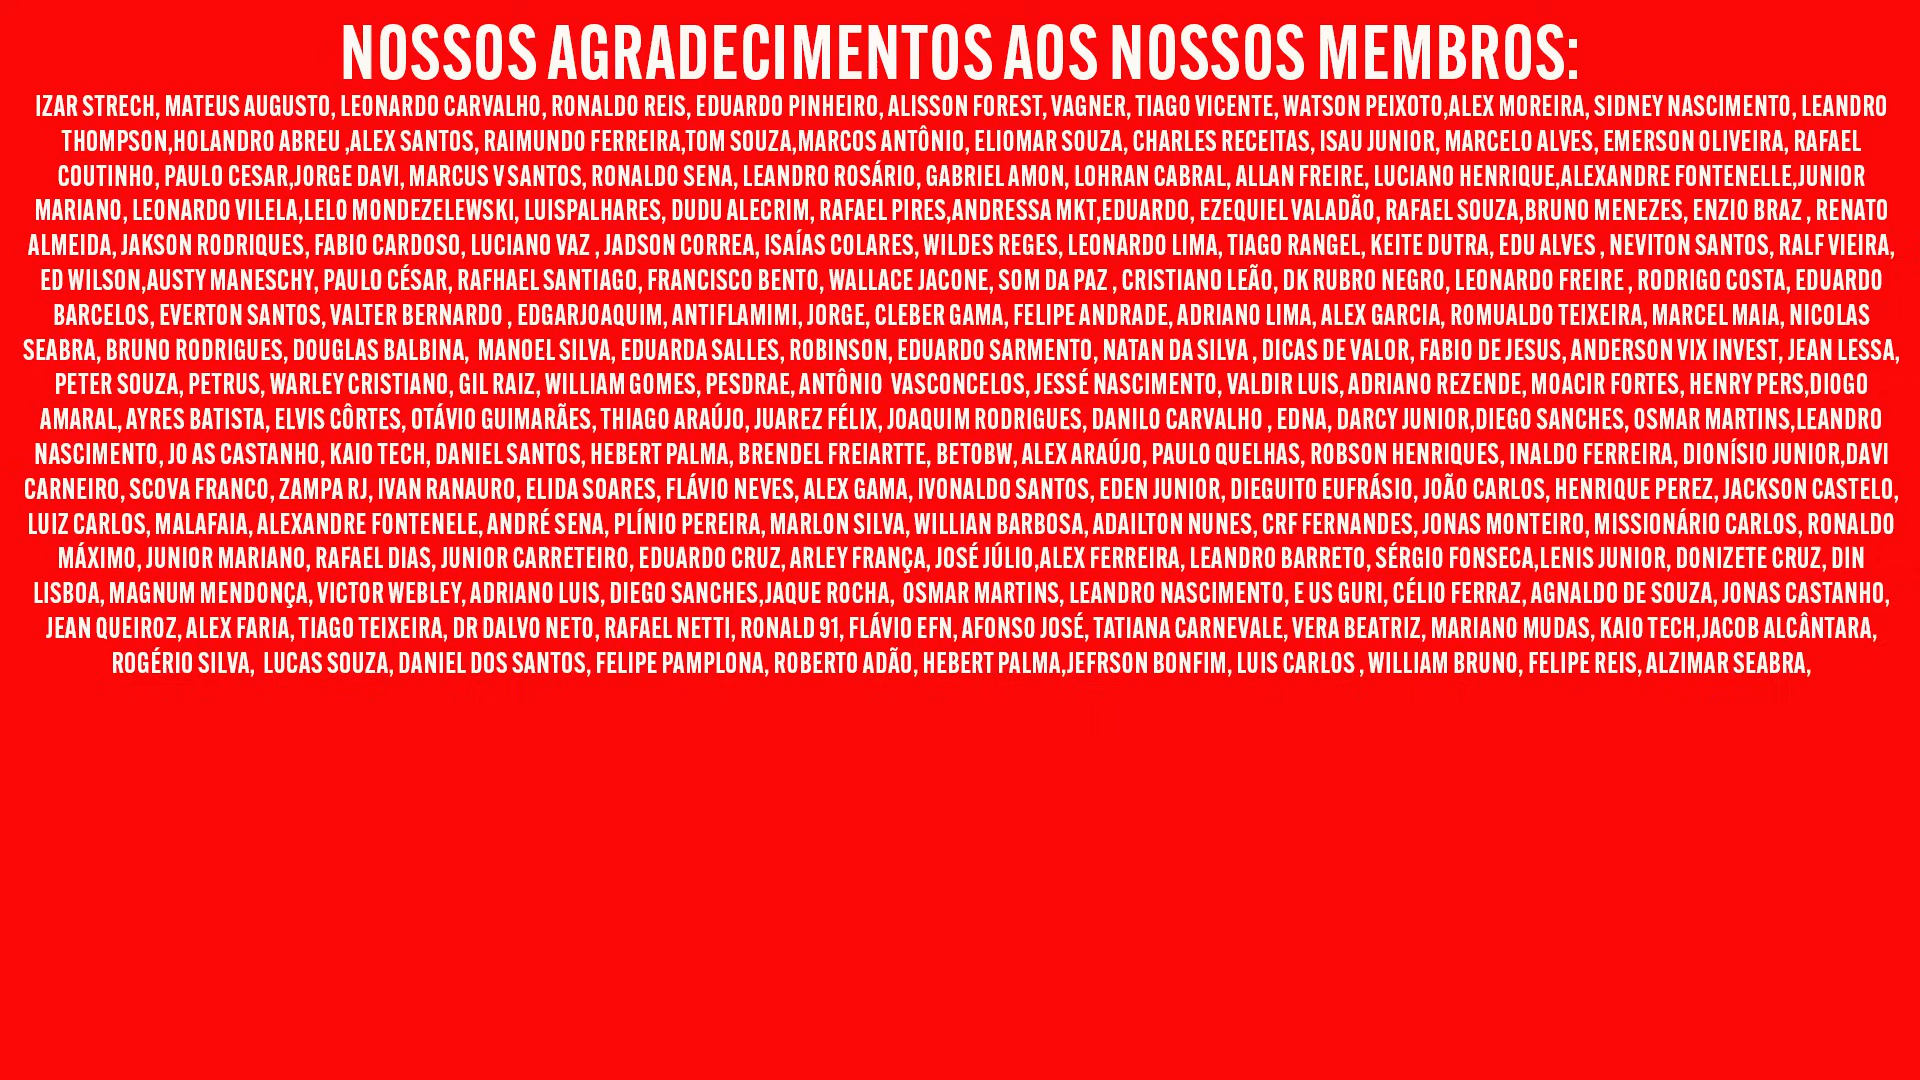 NOSSOS AGRADECIMENTOS AOS NOSSOS MEMBROS:
IZAR STRECH, MATEUS AUGUSTO, LEONARDO CARVALHO, RONALDO REIS, EDUARDO PINHEIRO, ALISSON FOREST, VAGNER, TIAGO VICENTE, WATSON PEIXOTO,ALEX MOREIRA, SIDNEY NASCIMENTO, LEANDRO
THOMPSON,HOLANDRO ABREU ,ALEX SANTOS, RAIMUNDO FERREIRA,TOM SOUZA,MARCOS ANTÔNIO, ELIOMAR SOUZA, CHARLES RECEITAS, ISAU JUNIOR, MARCELO ALVES, EMERSON OLIVEIRA, RAFAEL
COUTINHO, PAULO CESAR,JORGE DAVI, MARCUS V SANTOS, RONALDO SENA, LEANDRO ROSÁRIO, GABRIEL AMON, LOHRAN CABRAL, ALLAN FREIRE, LUCIANO HENRIQUE,ALEXANDRE FONTENELLE,JUNIOR
MARIANO, LEONARDO VILELA,LELO MONDEZELEWSKI, LUISPALHARES, DUDU ALECRIM, RAFAEL PIRES,ANDRESSA MKT,EDUARDO, EZEQUIEL VALADÃO, RAFAEL SOUZA,BRUNO MENEZES, ENZIO BRAZ , RENATO
ALMEIDA, JAKSON RODRIQUES, FABIO CARDOSO, LUCIANO VAZ , JADSON CORREA, ISAÍAS COLARES, WILDES REGES, LEONARDO LIMA, TIAGO RANGEL, KEITE DUTRA, EDU ALVES , NEVITON SANTOS, RALF VIEIRA,
ED WILSON,AUSTY MANESCHY, PAULO CÉSAR, RAFHAEL SANTIAGO, FRANCISCO BENTO, WALLACE JACONE, SOM DA PAZ , CRISTIANO LEÃO, DK RUBRO NEGRO, LEONARDO FREIRE , RODRIGO COSTA, EDUARDO
BARCELOS, EVERTON SANTOS, VALTER BERNARDO , EDGARJOAQUIM, ANTIFLAMIMI, JORGE, CLEBER GAMA, FELIPE ANDRADE, ADRIANO LIMA, ALEX GARCIA, ROMUALDO TEIXEIRA, MARCEL MAIA, NICOLAS
SEABRA, BRUNO RODRIGUES, DOUGLAS BALBINA,  MANOEL SILVA, EDUARDA SALLES, ROBINSON, EDUARDO SARMENTO, NATAN DA SILVA , DICAS DE VALOR, FABIO DE JESUS, ANDERSON VIX INVEST, JEAN LESSA,
PETER SOUZA, PETRUS, WARLEY CRISTIANO, GIL RAIZ, WILLIAM GOMES, PESDRAE, ANTÔNIO  VASCONCELOS, JESSÉ NASCIMENTO, VALDIR LUIS, ADRIANO REZENDE, MOACIR FORTES, HENRY PERS,DIOGO
AMARAL, AYRES BATISTA, ELVIS CÔRTES, OTÁVIO GUIMARÃES, THIAGO ARAÚJO, JUAREZ FÉLIX, JOAQUIM RODRIGUES, DANILO CARVALHO , EDNA, DARCY JUNIOR,DIEGO SANCHES, OSMAR MARTINS,LEANDRO
NASCIMENTO, JO AS CASTANHO, KAIO TECH, DANIEL SANTOS, HEBERT PALMA, BRENDEL FREIARTTE, BETOBW, ALEX ARAÚJO, PAULO QUELHAS, ROBSON HENRIQUES, INALDO FERREIRA, DIONÍSIO JUNIOR,DAVI
CARNEIRO, SCOVA FRANCO, ZAMPA RJ, IVAN RANAURO, ELIDA SOARES, FLÁVIO NEVES, ALEX GAMA, IVONALDO SANTOS, EDEN JUNIOR, DIEGUITO EUFRÁSIO, JOÃO CARLOS, HENRIQUE PEREZ, JACKSON CASTELO,
LUIZ CARLOS, MALAFAIA, ALEXANDRE FONTENELE, ANDRÉ SENA, PLÍNIO PEREIRA, MARLON SILVA, WILLIAN BARBOSA, ADAILTON NUNES, CRF FERNANDES, JONAS MONTEIRO, MISSIONÁRIO CARLOS, RONALDO
MÁXIMO, JUNIOR MARIANO, RAFAEL DIAS, JUNIOR CARRETEIRO, EDUARDO CRUZ, ARLEY FRANÇA, JOSÉ JÚLIO,ALEX FERREIRA, LEANDRO BARRETO, SÉRGIO FONSECA,LENIS JUNIOR, DONIZETE CRUZ, DIN
LISBOA, MAGNUM MENDONÇA, VICTOR WEBLEY, ADRIANO LUIS, DIEGO SANCHES,JAQUE ROCHA,  OSMAR MARTINS, LEANDRO NASCIMENTO, E US GURI, CÉLIO FERRAZ, AGNALDO DE SOUZA, JONAS CASTANHO,
JEAN QUEIROZ, ALEX FARIA, TIAGO TEIXEIRA, DR DALVO NETO, RAFAEL NETTI, RONALD 91, FLÁVIO EFN, AFONSO JOSÉ, TATIANA CARNEVALE, VERA BEATRIZ, MARIANO MUDAS, KAIO TECH,JACOB ALCÂNTARA,
ROGÉRIO SILVA,  LUCAS SOUZA, DANIEL DOS SANTOS, FELIPE PAMPLONA, ROBERTO ADÃO, HEBERT PALMA,JEFRSON BONFIM, LUIS CARLOS , WILLIAM BRUNO, FELIPE REIS, ALZIMAR SEABRA,